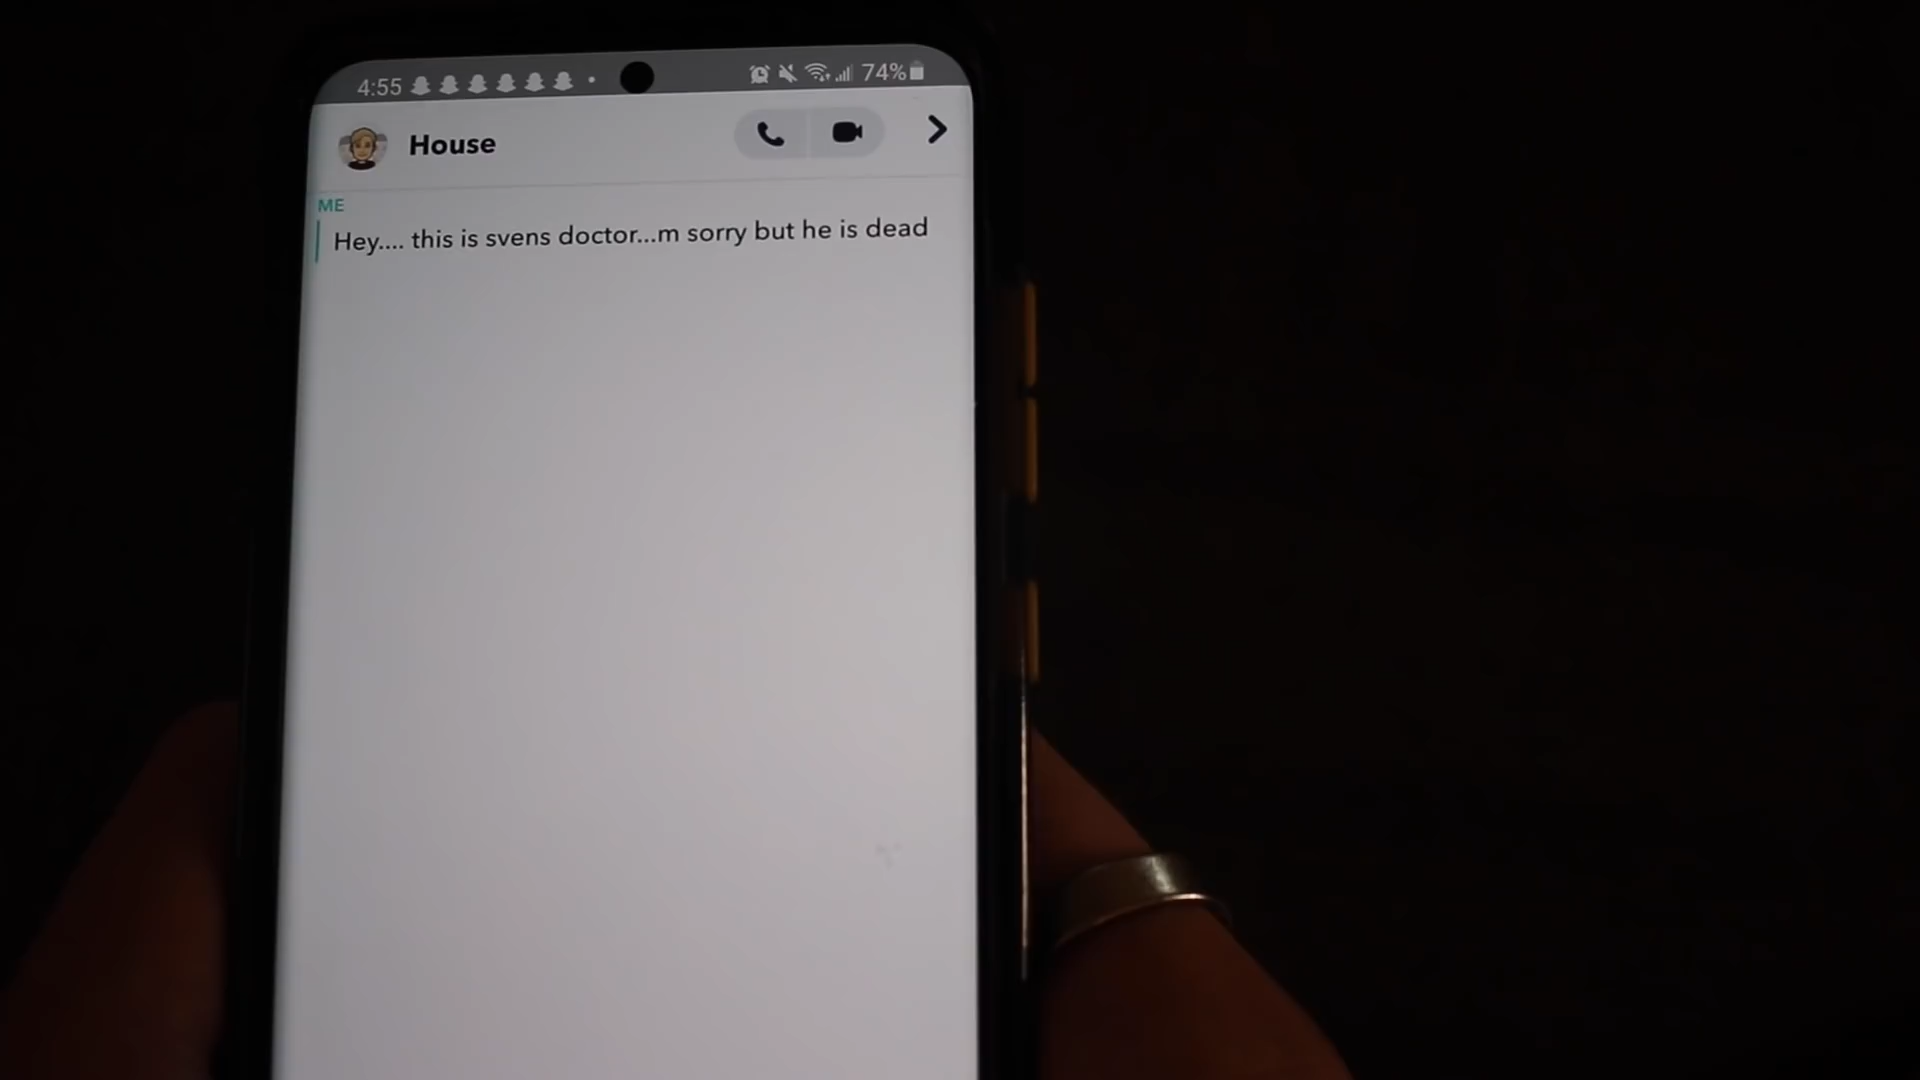 4:55 74%
House
ME
Hey.... this is svens doctor...m sorry but he is dead